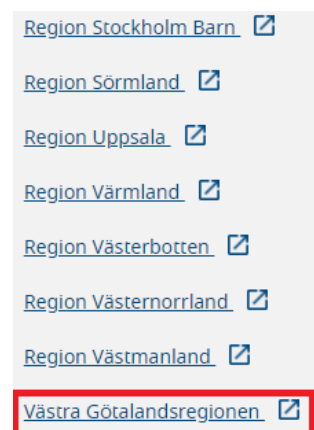 Region Stockholm Barn
Region Sörmland
Region Uppsala
Region Värmland
Region Västerbotten
Region Västernorrland
Region Västmanland
Västra Götalandsregionen